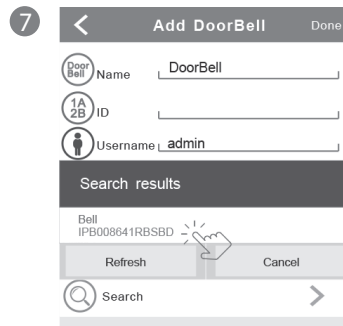 7
Add DoorBell Done
Door Bell Name DoorBell
1A 2B ID
Username admin
Search results
Bell
IPB008641RBSBD
Refresh Cancel
Search